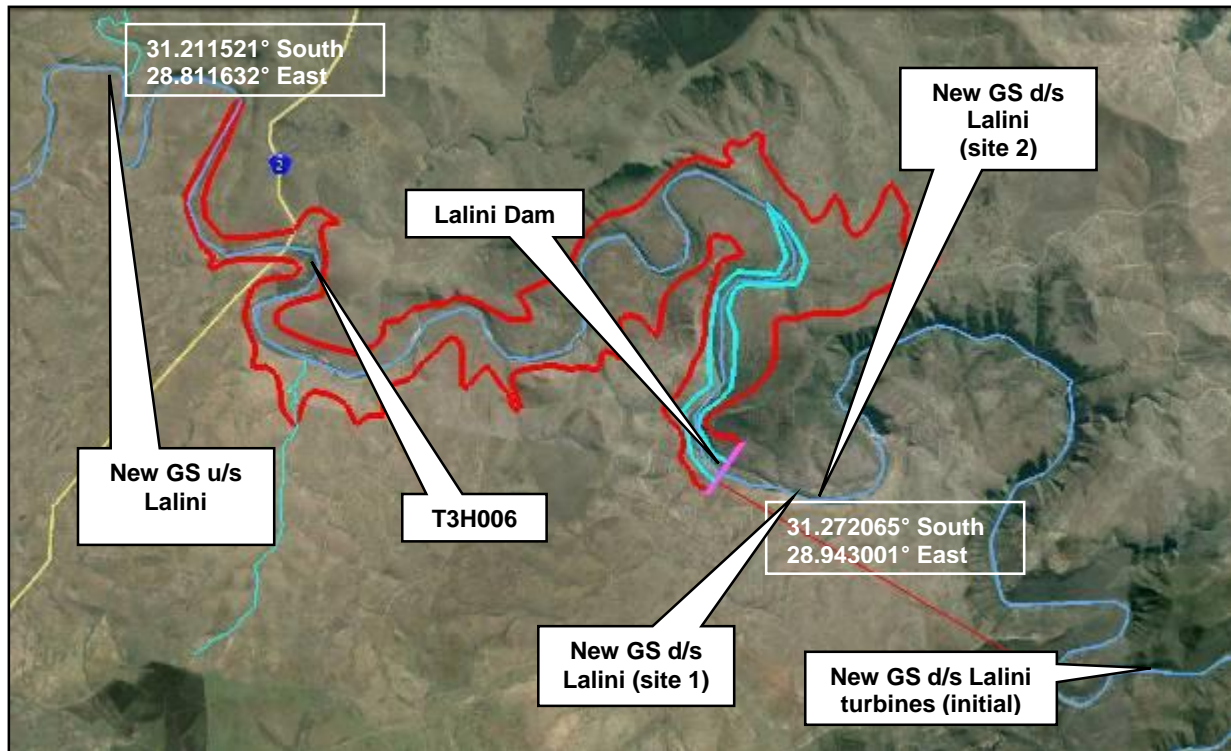 31.211521° South
28.811632° East
New GS d/s
Lalini
(site 2)
2
Lalini Dam
New GS u/s
Lalini
T3H006
31.272065° South
28.943001° East
New GS d/s
Lalini (site 1)
New GS d/s Lalini
turbines (initial)